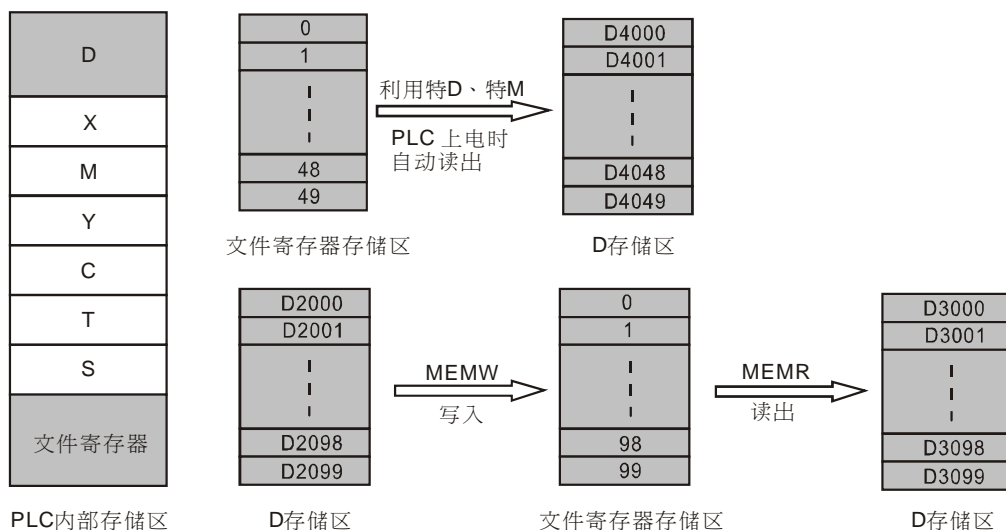 D
X
M
Y
C
T
S
文件寄存器
PLC内部存储区
0
1
48
49
文件寄存器存储区
利用特D、特M
PLC 上电时
自动读出
D4000
D4001
D4048
D4049
D存储区
D2000
D2001
D2098
D2099
D存储区
MEMW
写入
0
1
98
99
文件寄存器存储区
MEMR
读出
D3000
D3001
D3098
D3099
D存储区